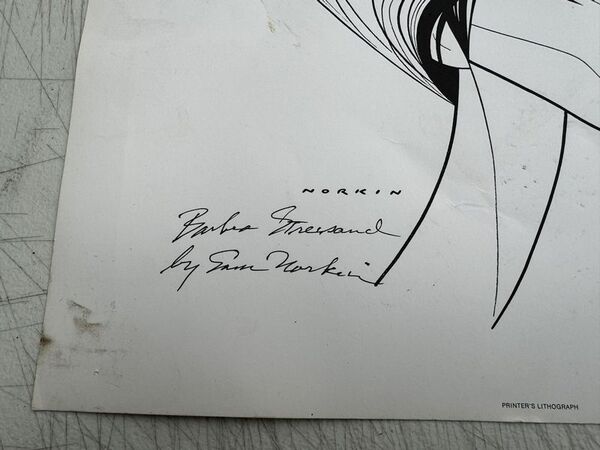 NORKIN
Barbra Streisand
by Sam Norkin
PRINTER'S LITHOGRAPH